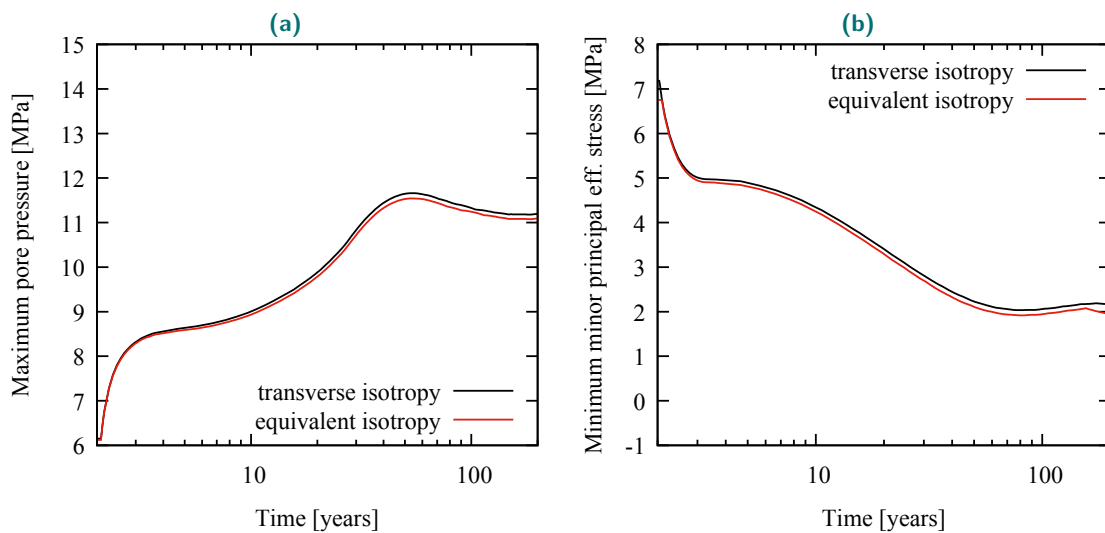 (a)
15
14
13
12
11
10
9
8
7
6
Maximum pore pressure [MPa]
transverse isotropy
equivalent isotropy
10
100
Time [years]
(b)
8
7
6
5
4
3
2
1
0
-1
Minimum minor principal eff. stress [MPa]
transverse isotropy
equivalent isotropy
10
100
Time [years]